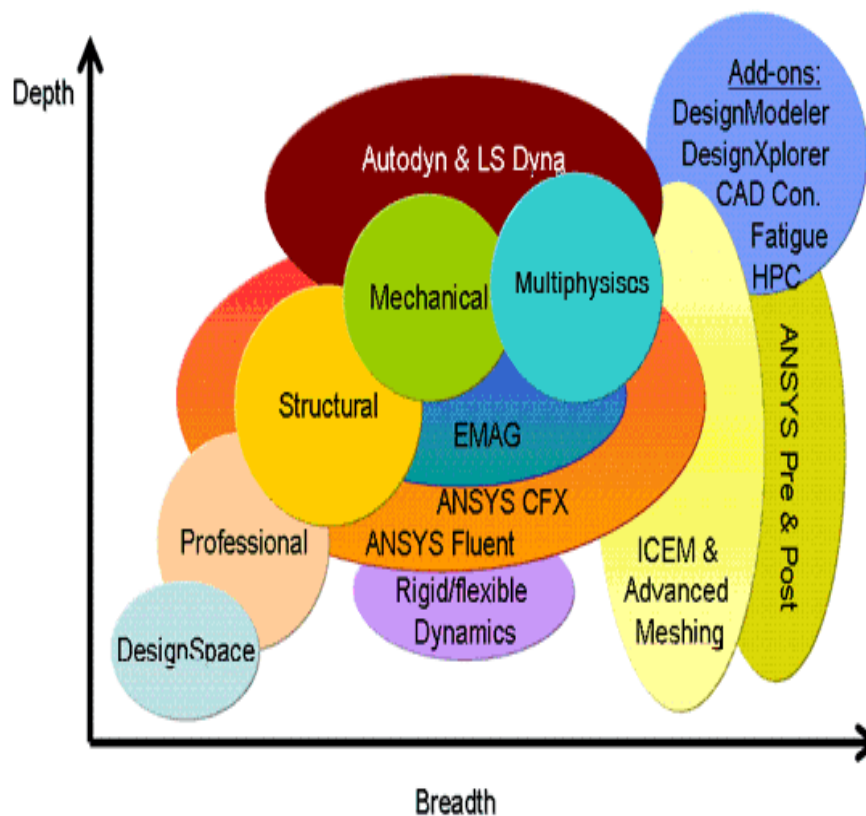 Depth
Add-ons:
DesignModeler
DesignXplorer
CAD Con.
Fatigue
HPC
Autodyn & LS Dyna
Mechanical
Multiphysiscs
Structural
EMAG
ANSYS CFX
ANSYS Fluent
Professional
DesignSpace
Rigid/flexible
Dynamics
ICEM &
Advanced
Meshing
ANSYS Pre & Post
Breadth